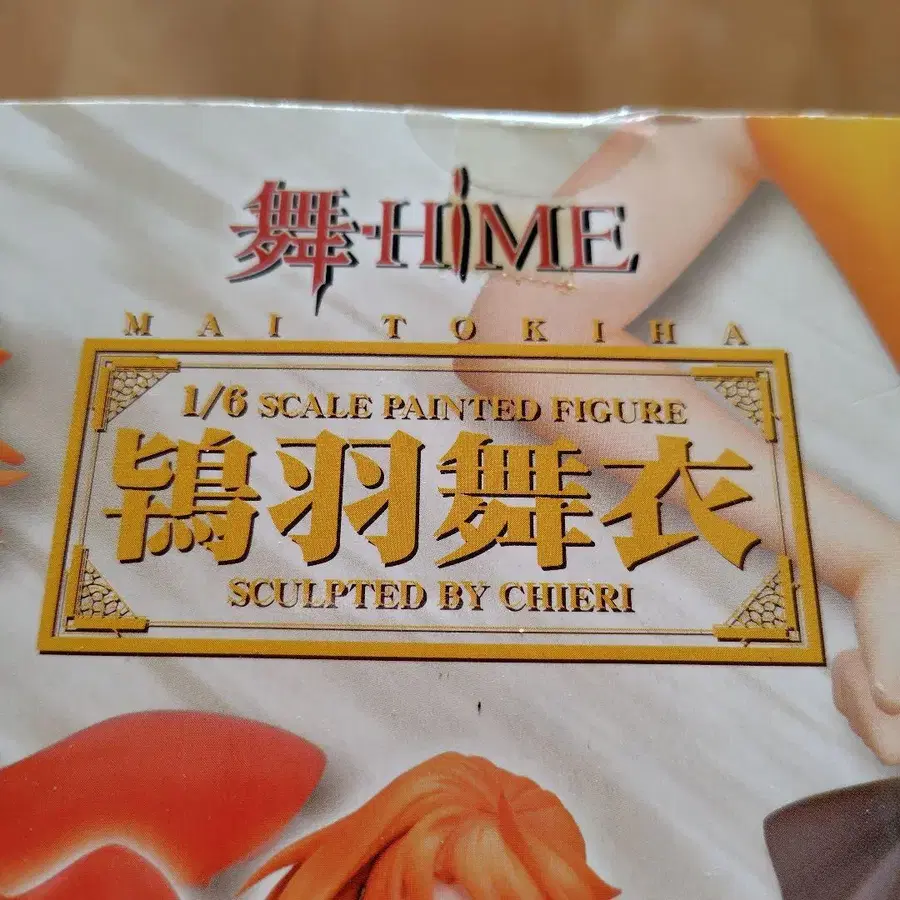 舞-HiME
MAI TOKIHA
1/6 SCALE PAINTED FIGURE
鴇羽舞衣
SCULPTED BY CHIERI